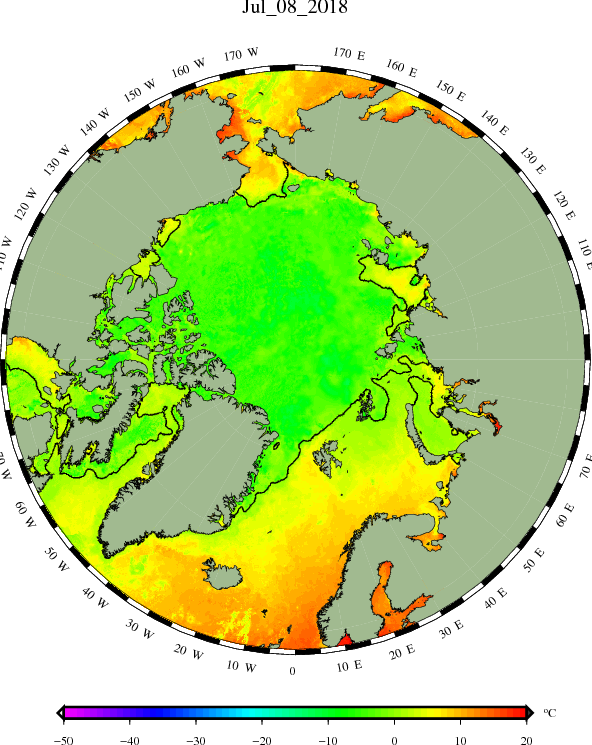 Jul_08_2018
170 W
170 E
160 W
160 E
150 W
150 E
140 W
140 E
130 W
130 E
120 W
120 E
110 E
70 E
60 W
60 E
50 W
50 E
40 W
40 E
30 W
30 E
20 W
20 E
10 W
10 E
0
°C
−50 −40 −30 −20 −10 0 10 20